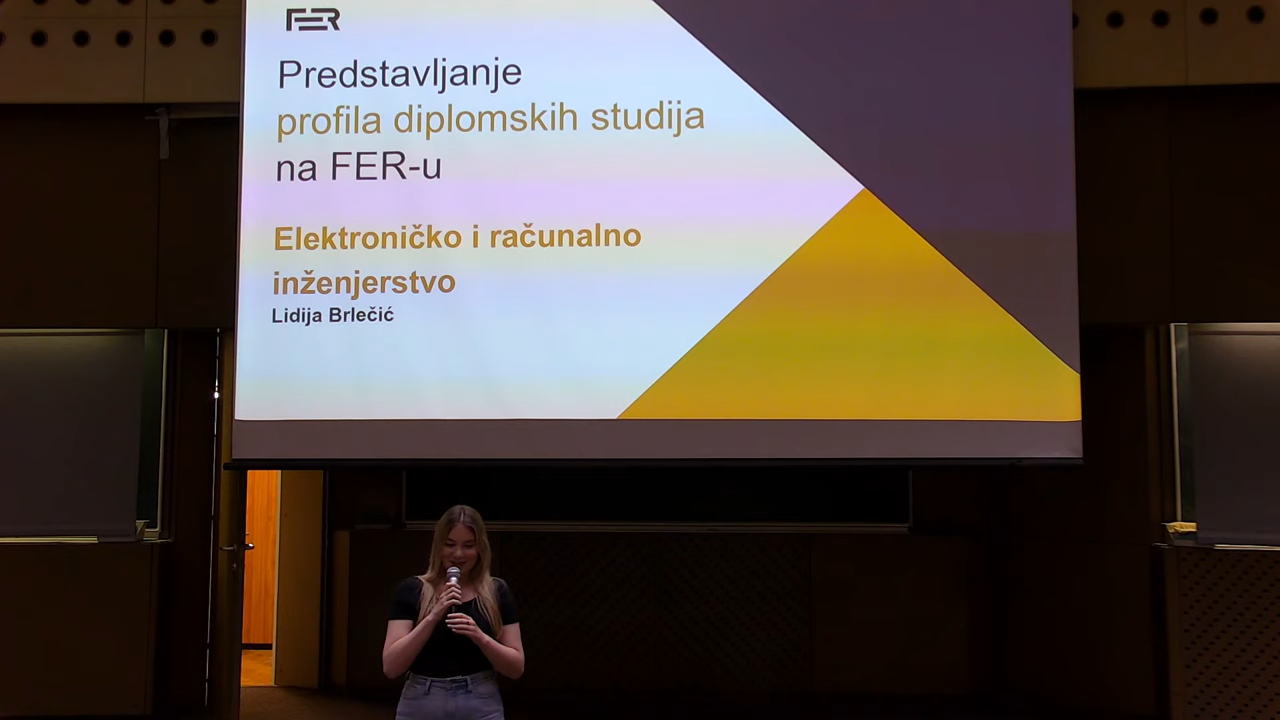 FER
Predstavljanje
profila diplomskih studija
na FER-u
Elektroničko i računalno
inženjerstvo
Lidija Brlečić